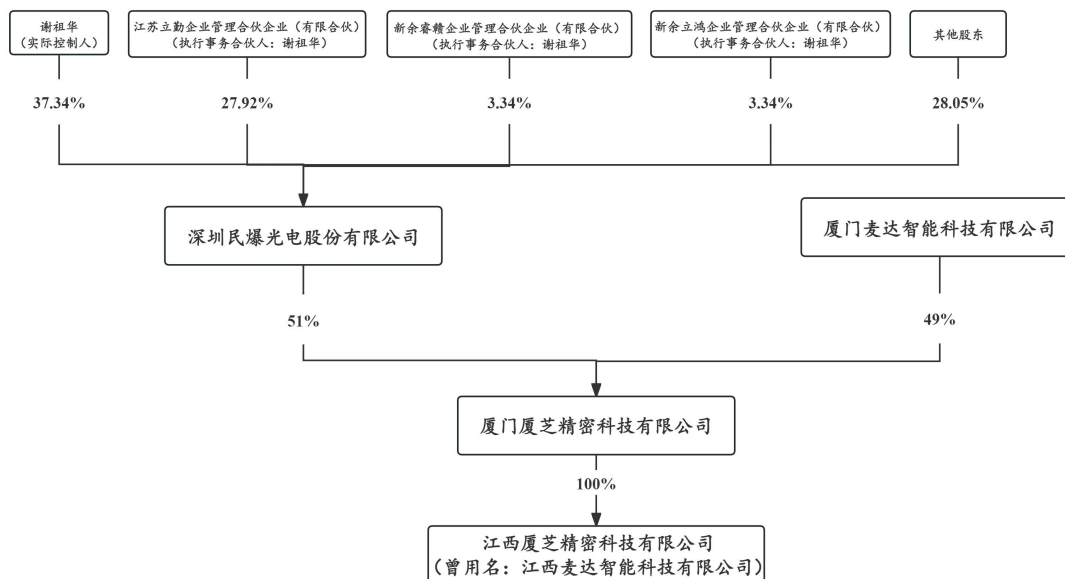 谢祖华
(实际控制人)
江苏立勤企业管理合伙企业（有限合伙）
(执行事务合伙人：谢祖华)
新余睿赣企业管理合伙企业（有限合伙）
(执行事务合伙人：谢祖华)
新余立鸿企业管理合伙企业（有限合伙）
(执行事务合伙人：谢祖华)
其他股东
37.34%
27.92%
3.34%
3.34%
28.05%
深圳民爆光电股份有限公司
厦门麦达智能科技有限公司
51%
49%
厦门厦芝精密科技有限公司
100%
江西厦芝精密科技有限公司
(曾用名：江西麦达智能科技有限公司)